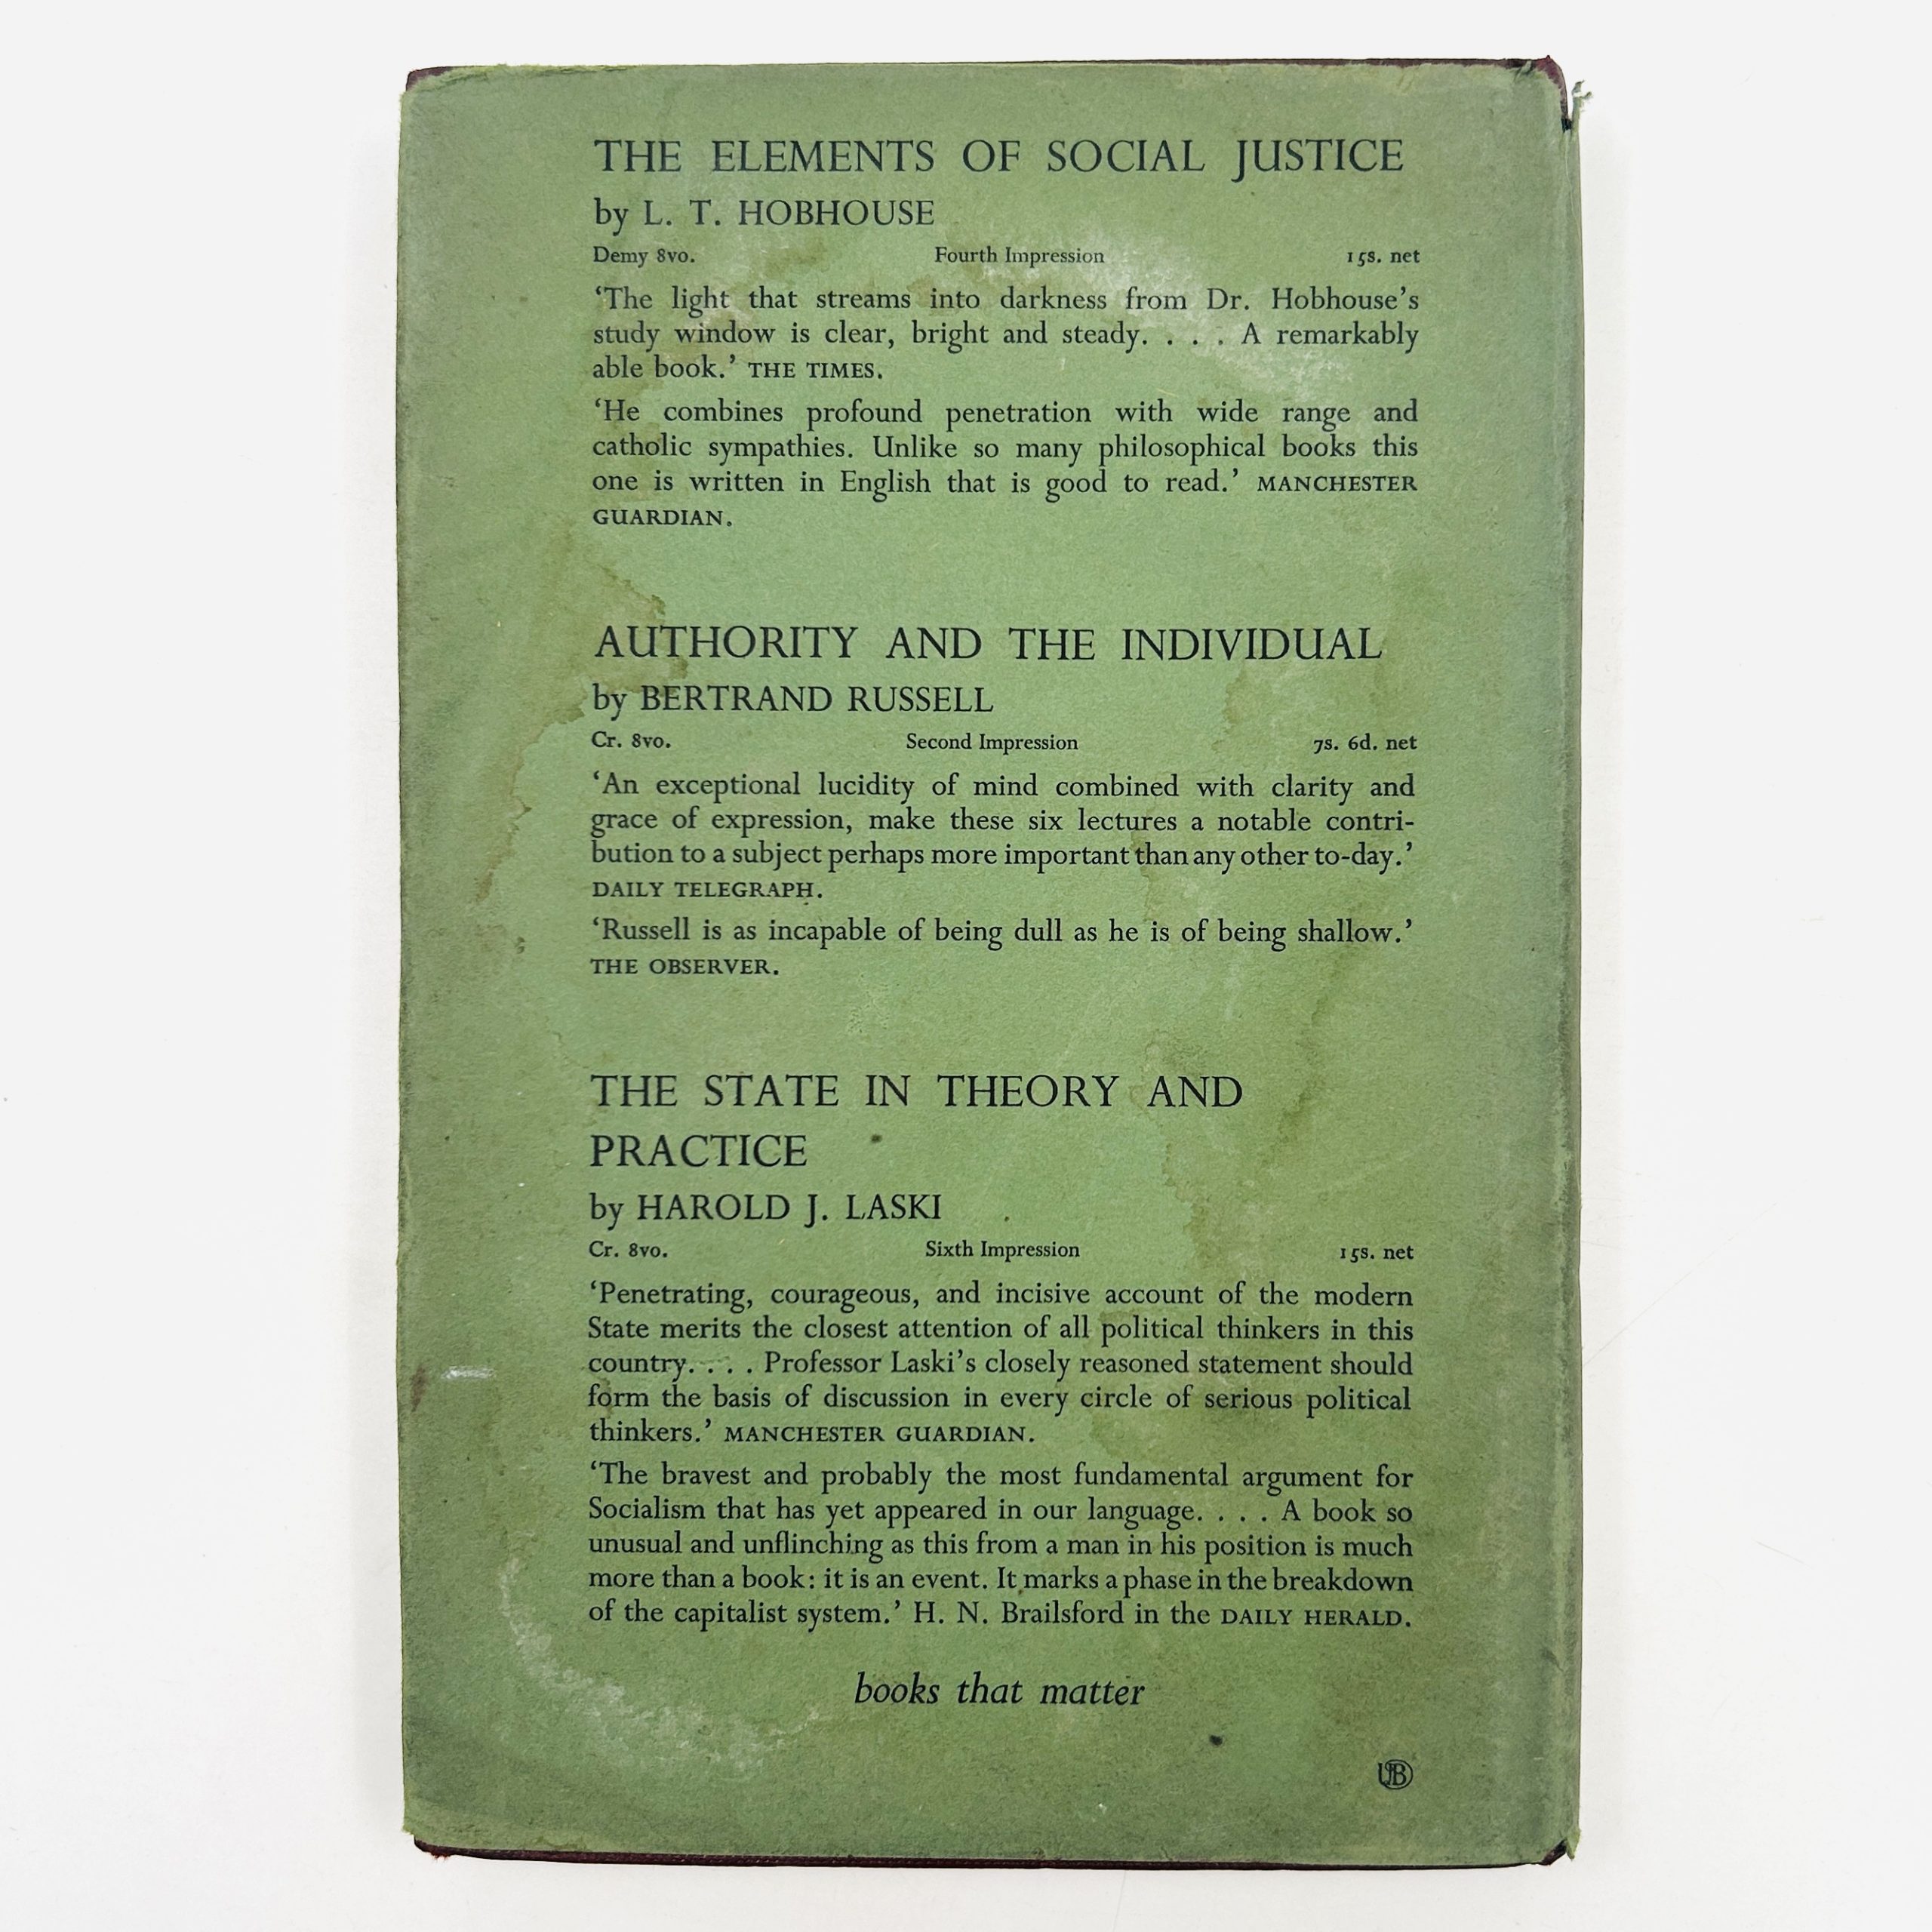 THE ELEMENTS OF SOCIAL JUSTICE
by L. T. HOBHOUSE
Demy 8vo. Fourth Impression 15s. net
‘The light that streams into darkness from Dr. Hobhouse’s
study window is clear, bright and steady. . . . A remarkably
able book.’ THE TIMES.
‘He combines profound penetration with wide range and
catholic sympathies. Unlike so many philosophical books this
one is written in English that is good to read.’ MANCHESTER
GUARDIAN.
AUTHORITY AND THE INDIVIDUAL
by BERTRAND RUSSELL
Cr. 8vo. Second Impression 7s. 6d. net
‘An exceptional lucidity of mind combined with clarity and
grace of expression, make these six lectures a notable contri-
bution to a subject perhaps more important than any other to-day.’
DAILY TELEGRAPH.
‘Russell is as incapable of being dull as he is of being shallow.’
THE OBSERVER.
THE STATE IN THEORY AND
PRACTICE
by HAROLD J. LASKI
Cr. 8vo. Sixth Impression 15s. net
‘Penetrating, courageous, and incisive account of the modern
State merits the closest attention of all political thinkers in this
country. . . . Professor Laski’s closely reasoned statement should
form the basis of discussion in every circle of serious political
thinkers.’ MANCHESTER GUARDIAN.
‘The bravest and probably the most fundamental argument for
Socialism that has yet appeared in our language. . . . A book so
unusual and unflinching as this from a man in his position is much
more than a book: it is an event. It marks a phase in the breakdown
of the capitalist system.’ H. N. Brailsford in the DAILY HERALD.
books that matter